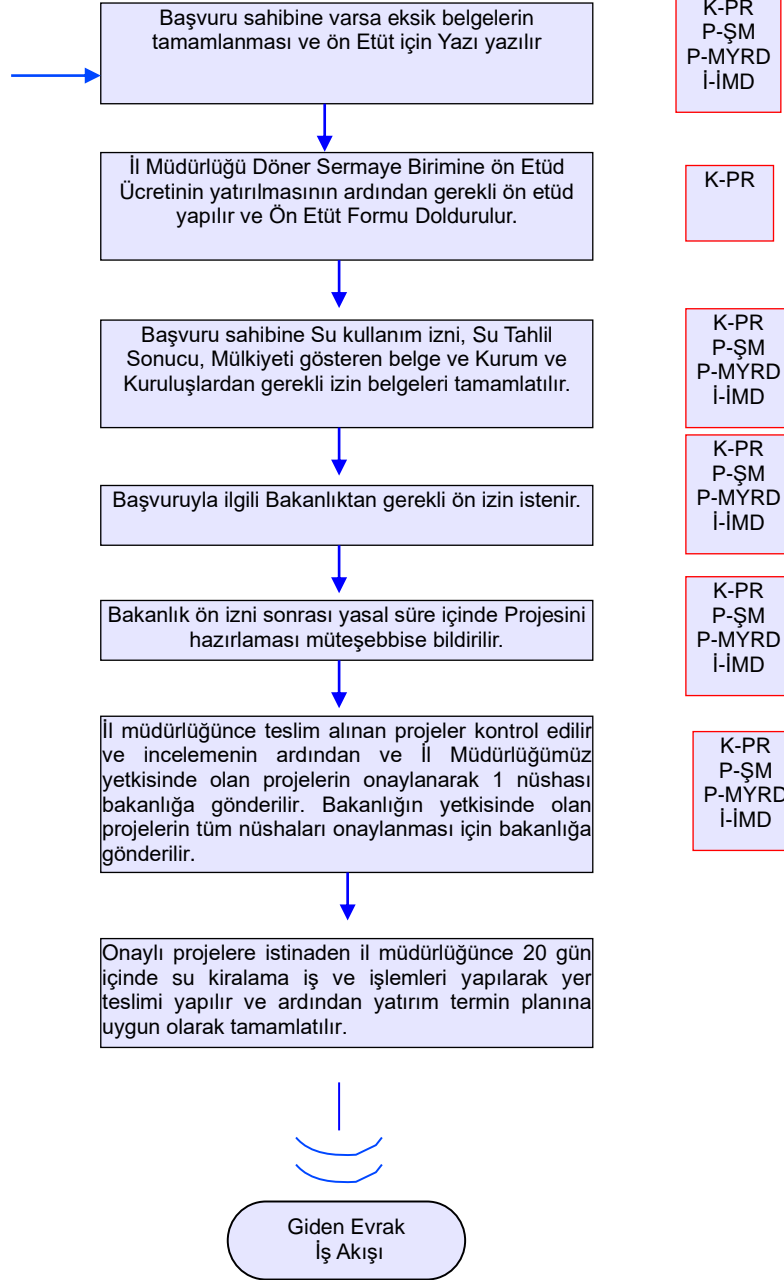 Başvuru sahibine varsa eksik belgelerin
tamamlanması ve ön Etüt için Yazı yazılır
K-PR
P-ŞM
P-MYRD
İ-İMD
İl Müdürlüğü Döner Sermaye Birimine ön Etüd
Ücretinin yatırılmasının ardından gerekli ön etüd
yapılır ve Ön Etüt Formu Doldurulur.
K-PR
Başvuru sahibine Su kullanım izni, Su Tahlil
Sonucu, Mülkiyeti gösteren belge ve Kurum ve
Kuruluşlardan gerekli izin belgeleri tamamlatılır.
K-PR
P-ŞM
P-MYRD
İ-İMD
Başvuruyla ilgili Bakanlıktan gerekli ön izin istenir.
K-PR
P-ŞM
P-MYRD
İ-İMD
Bakanlık ön izni sonrası yasal süre içinde Projesini
hazırlaması müteşebbise bildirilir.
K-PR
P-ŞM
P-MYRD
İ-İMD
İl müdürlüğünce teslim alınan projeler kontrol edilir
ve incelemenin ardından ve İl Müdürlüğümüz
yetkisinde olan projelerin onaylanarak 1 nüshası
bakanlığa gönderilir. Bakanlığın yetkisinde olan
projelerin tüm nüshaları onaylanması için bakanlığa
gönderilir.
K-PR
P-ŞM
P-MYRD
İ-İMD
Onaylı projelere istinaden il müdürlüğünce 20 gün
içinde su kiralama iş ve işlemleri yapılarak yer
teslimi yapılır ve ardından yatırım termin planına
uygun olarak tamamlatılır.
Giden Evrak
İş Akışı